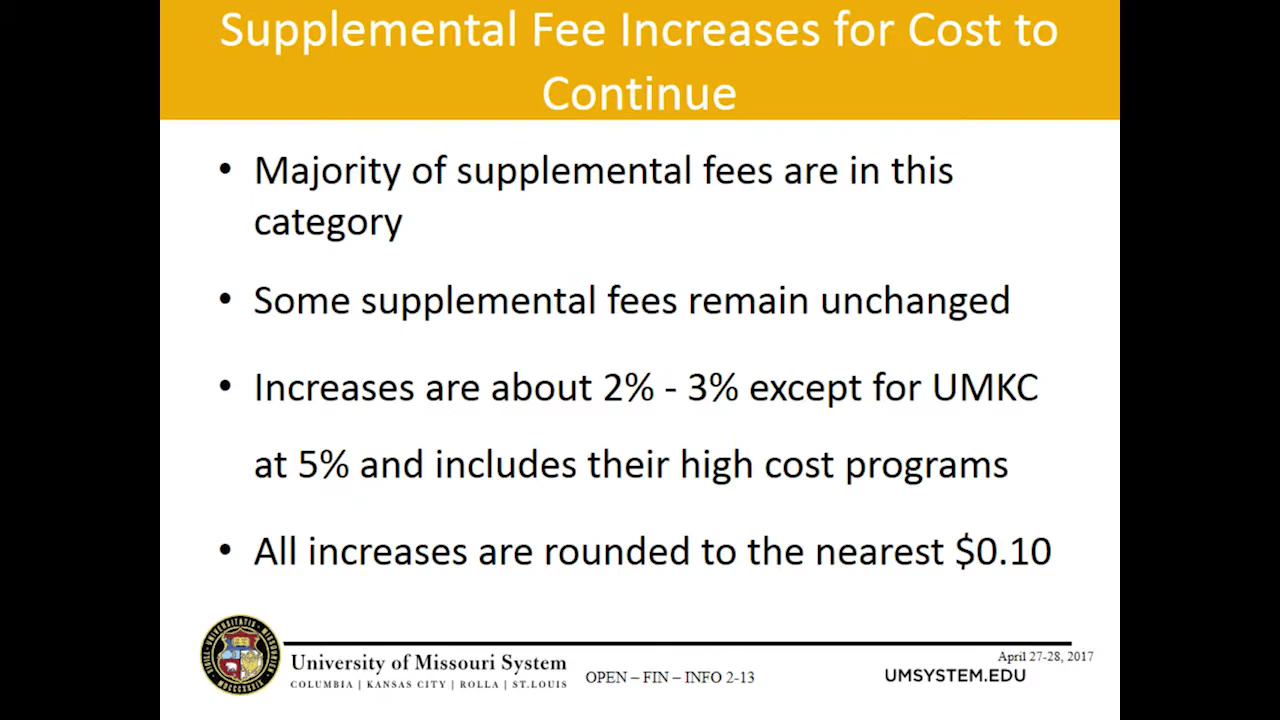 Supplemental Fee Increases for Cost to
Continue
• Majority of supplemental fees are in this
category
• Some supplemental fees remain unchanged
• Increases are about 2% - 3% except for UMKC
at 5% and includes their high cost programs
• All increases are rounded to the nearest $0.10
University of Missouri System
COLUMBIA | KANSAS CITY | ROLLA | ST.LOUIS
OPEN – FIN – INFO 2-13
April 27-28, 2017
UMSYSTEM.EDU